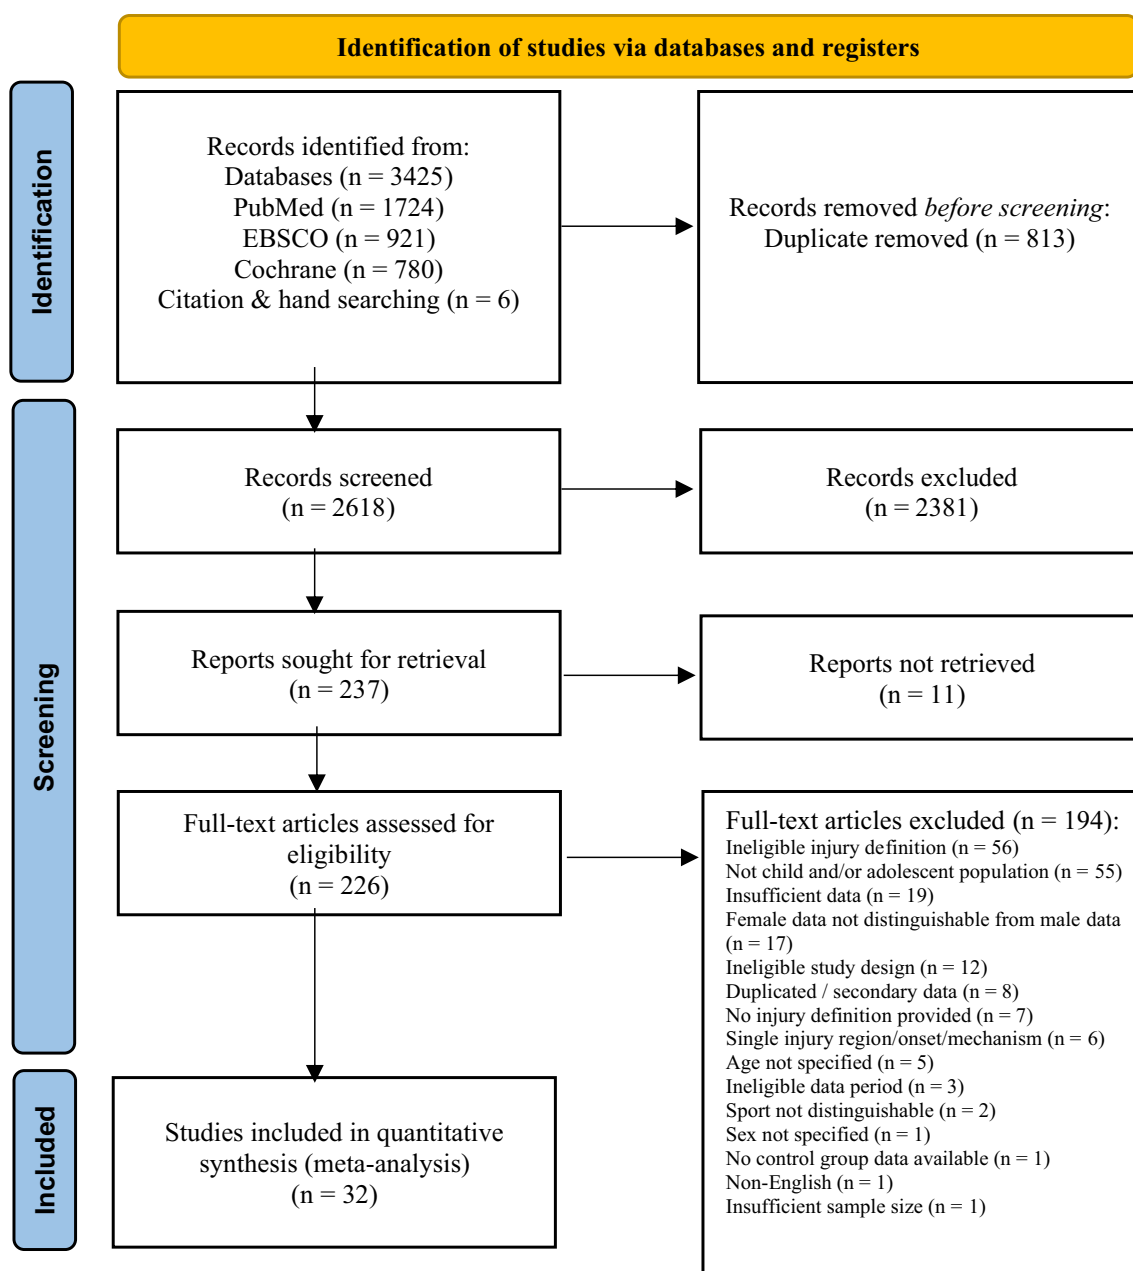 Identification of studies via databases and registers
Identification
Records identified from:
Databases (n = 3425)
PubMed (n = 1724)
EBSCO (n = 921)
Cochrane (n = 780)
Citation & hand searching (n = 6)
Records removed before screening:
Duplicate removed (n = 813)
Screening
Records screened
(n = 2618)
Records excluded
(n = 2381)
Reports sought for retrieval
(n = 237)
Reports not retrieved
(n = 11)
Full-text articles assessed for
eligibility
(n = 226)
Full-text articles excluded (n = 194):
Ineligible injury definition (n = 56)
Not child and/or adolescent population (n = 55)
Insufficient data (n = 19)
Female data not distinguishable from male data
(n = 17)
Ineligible study design (n = 12)
Duplicated / secondary data (n = 8)
No injury definition provided (n = 7)
Single injury region/onset/mechanism (n = 6)
Age not specified (n = 5)
Ineligible data period (n = 3)
Sport not distinguishable (n = 2)
Sex not specified (n = 1)
No control group data available (n = 1)
Non-English (n = 1)
Insufficient sample size (n = 1)
Included
Studies included in quantitative
synthesis (meta-analysis)
(n = 32)